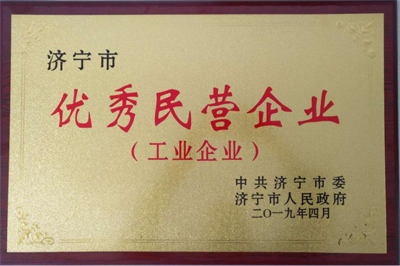 济宁市
优秀民营企业
（工业企业）
中共济宁市委
济宁市人民政府
二〇一九年四月